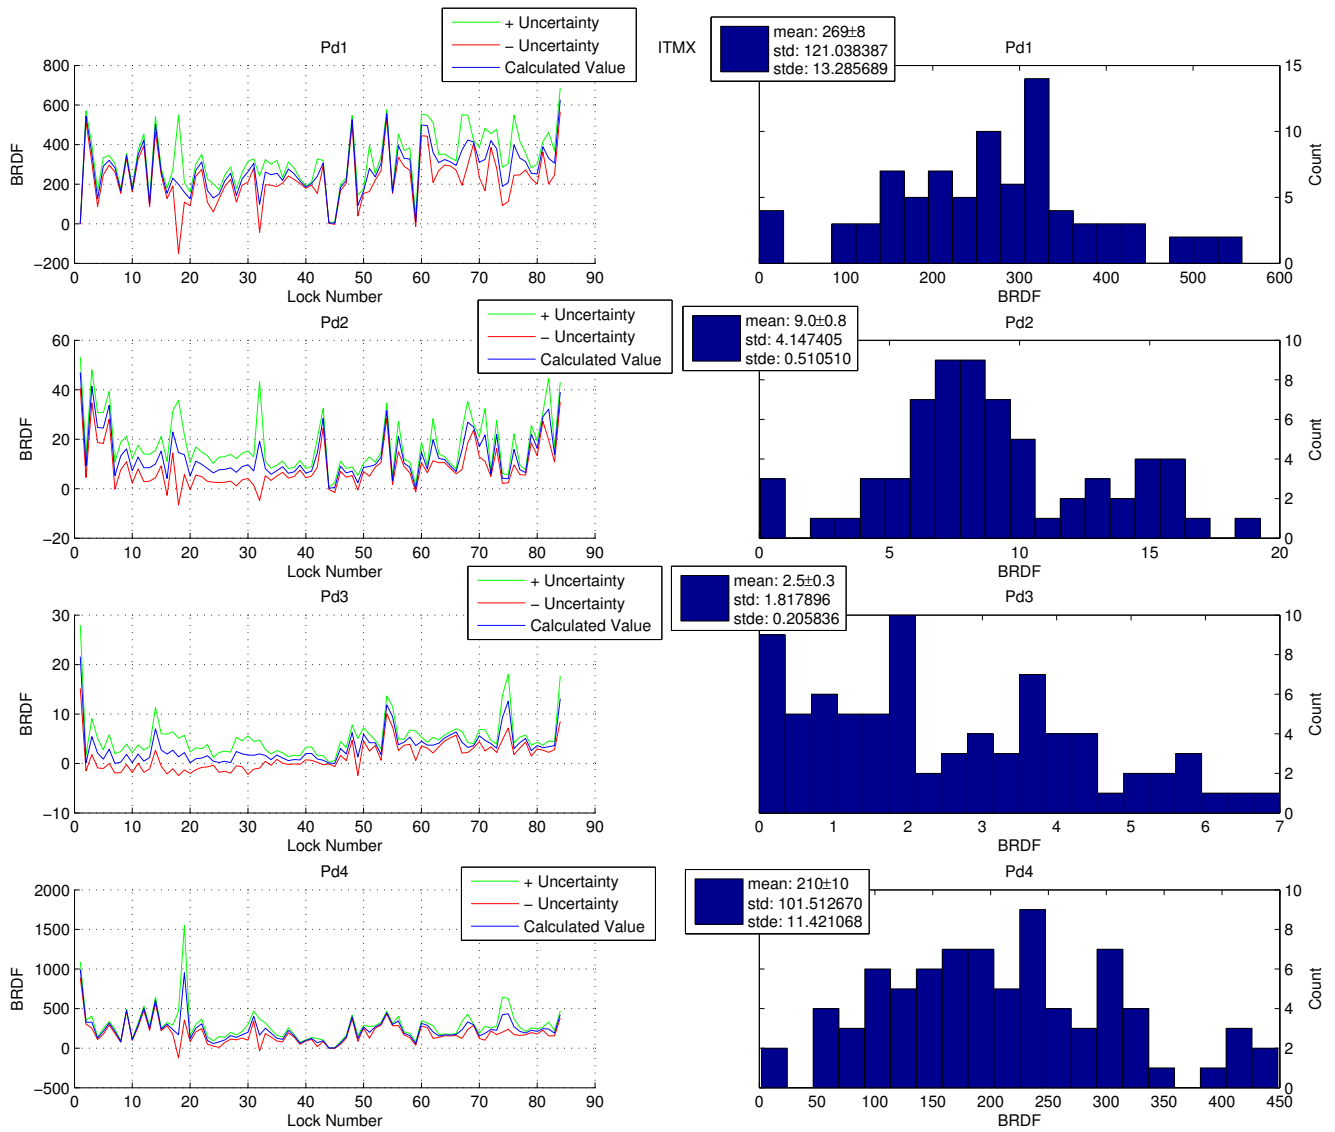 + Uncertainty
− Uncertainty
Calculated Value
Pd1
ITMX
mean: 269±8
std: 121.038387
stde: 13.285689
Pd1
800
600
400
200
0
−200
BRDF
0 10 20 30 40 50 60 70 80 90
Lock Number
15
10
5
0
Count
0 100 200 300 400 500 600
BRDF
+ Uncertainty
− Uncertainty
Calculated Value
Pd2
mean: 9.0±0.8
std: 4.147405
stde: 0.510510
Pd2
60
40
20
0
−20
BRDF
0 10 20 30 40 50 60 70 80 90
Lock Number
10
8
6
4
2
0
Count
0 5 10 15 20
BRDF
+ Uncertainty
− Uncertainty
Calculated Value
Pd3
mean: 2.5±0.3
std: 1.817896
stde: 0.205836
Pd3
30
20
10
0
−10
BRDF
0 10 20 30 40 50 60 70 80 90
Lock Number
10
8
6
4
2
0
Count
0 1 2 3 4 5 6 7
BRDF
+ Uncertainty
− Uncertainty
Calculated Value
Pd4
mean: 210±10
std: 101.512670
stde: 11.421068
Pd4
2000
1500
1000
500
0
−500
BRDF
0 10 20 30 40 50 60 70 80 90
Lock Number
10
8
6
4
2
0
Count
0 50 100 150 200 250 300 350 400 450
BRDF